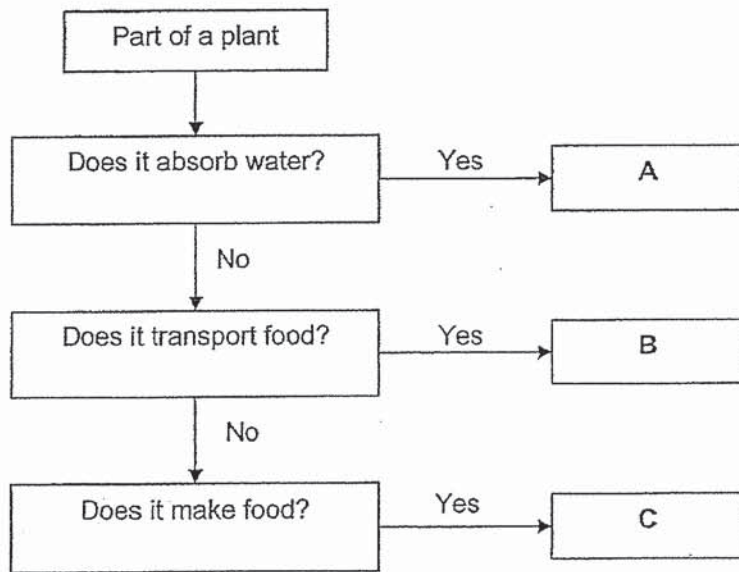 Part of a plant
Does it absorb water?
Yes
A
No
Does it transport food?
Yes
B
No
Does it make food?
Yes
C